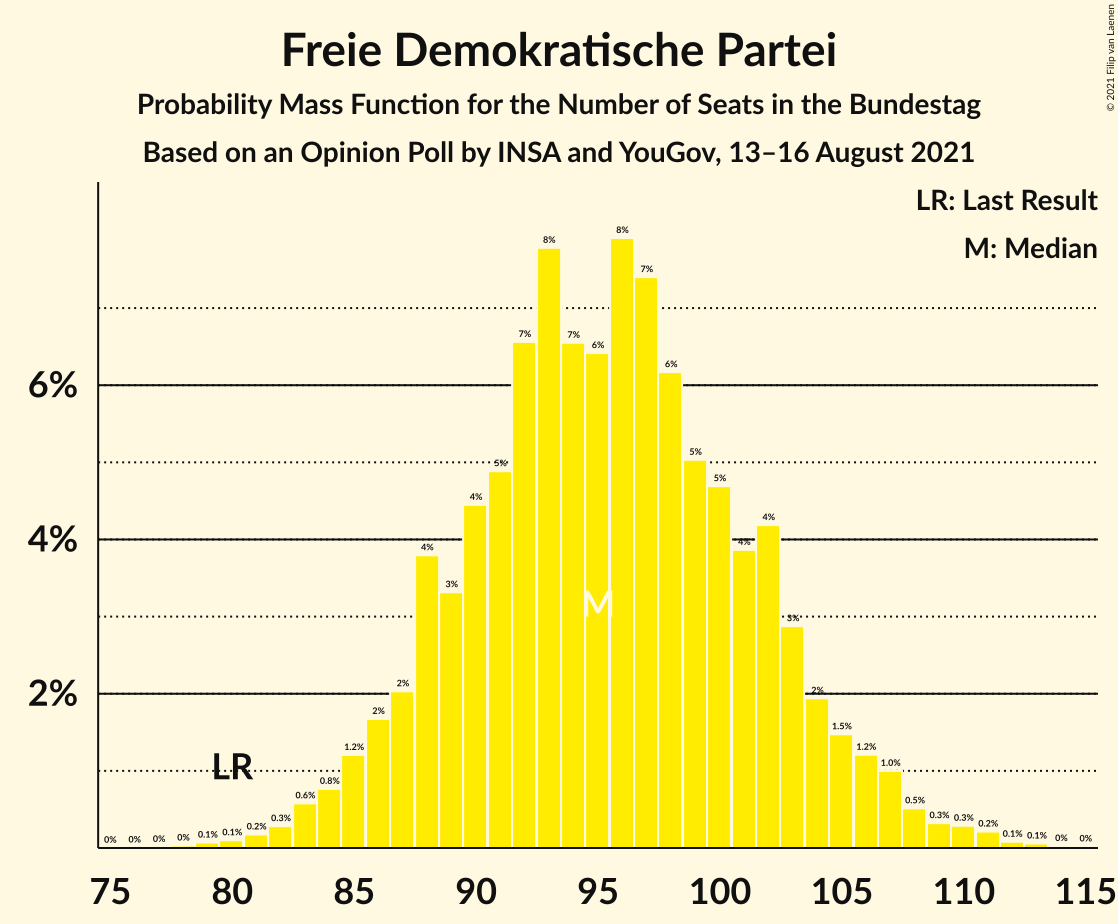 Freie Demokratische Partei
Probability Mass Function for the Number of Seats in the Bundestag
Based on an Opinion Poll by INSA and YouGov, 13–16 August 2021
© 2021 Filip van Laenen
LR: Last Result
M: Median
6%
4%
2%
0% 0% 0% 0% 0.1% 0.1% 0.2% 0.3% 0.6% 0.8% 1.2% 2% 2% 4% 3% 4% 5% 7% 8% 7% 6% 8% 7% 6% 5% 5% 4% 4% 3% 2% 1.5% 1.2% 1.0% 0.5% 0.3% 0.3% 0.2% 0.1% 0.1% 0% 0%
M
LR
75 80 85 90 95 100 105 110 115